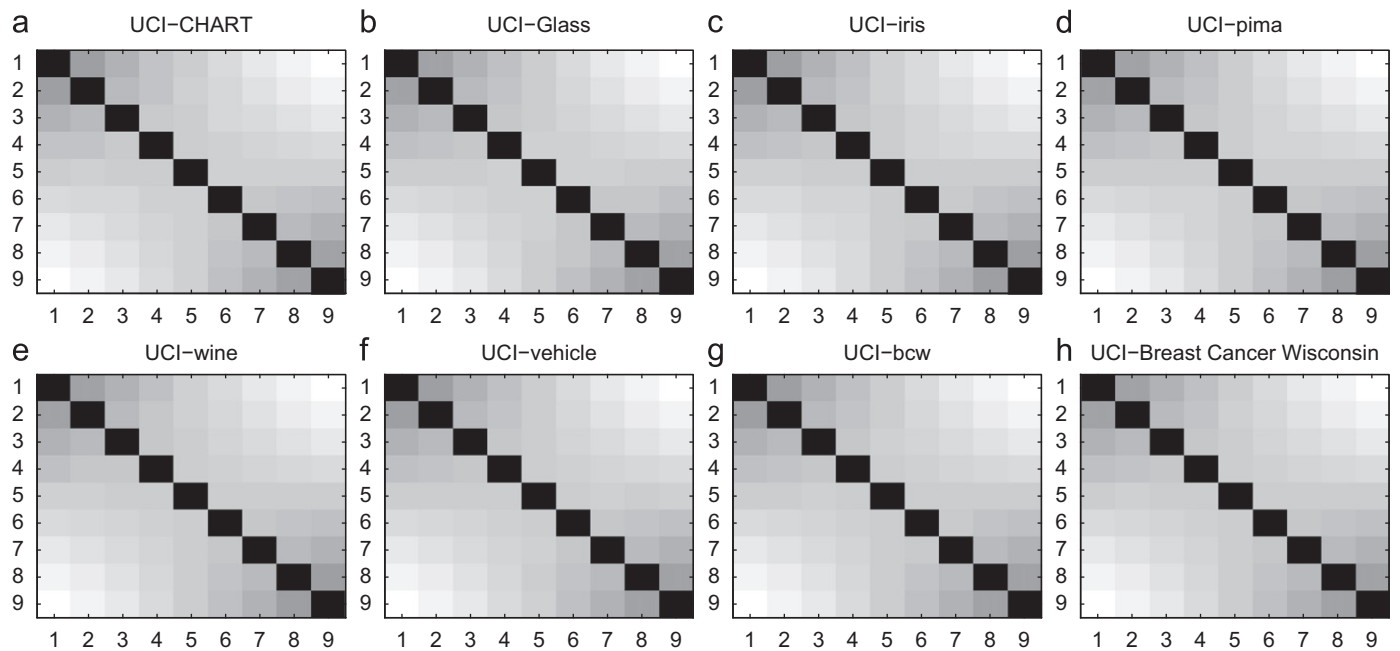 a UCI−CHART b UCI−Glass c UCI−iris d UCI−pima
1 1 1 1
2 2 2 2
3 3 3 3
4 4 4 4
5 5 5 5
6 6 6 6
7 7 7 7
8 8 8 8
9 9 9 9
1 2 3 4 5 6 7 8 9 1 2 3 4 5 6 7 8 9 1 2 3 4 5 6 7 8 9 1 2 3 4 5 6 7 8 9
e UCI−wine f UCI−vehicle g UCI−bcw h UCI−Breast Cancer Wisconsin
1 1 1 1
2 2 2 2
3 3 3 3
4 4 4 4
5 5 5 5
6 6 6 6
7 7 7 7
8 8 8 8
9 9 9 9
1 2 3 4 5 6 7 8 9 1 2 3 4 5 6 7 8 9 1 2 3 4 5 6 7 8 9 1 2 3 4 5 6 7 8 9